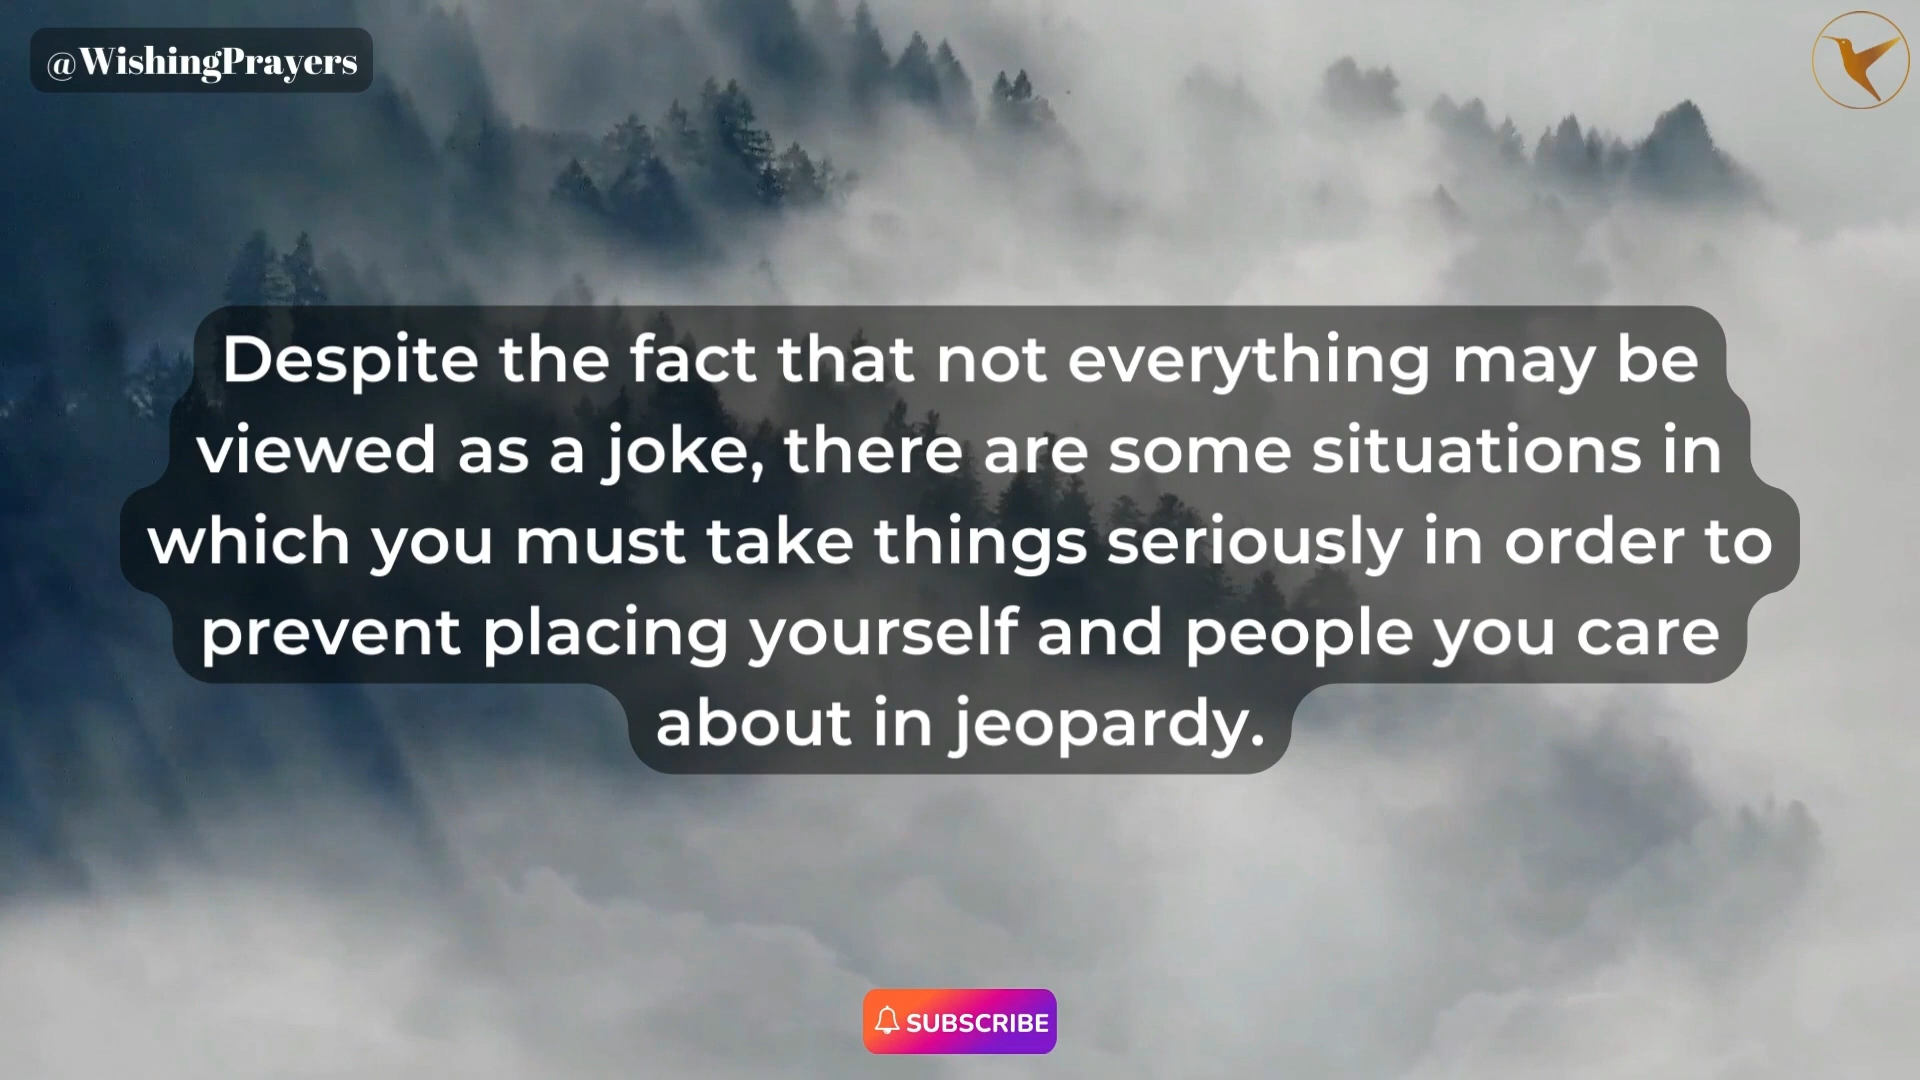 @WishingPrayers
Despite the fact that not everything may be
viewed as a joke, there are some situations in
which you must take things seriously in order to
prevent placing yourself and people you care
about in jeopardy.
SUBSCRIBE